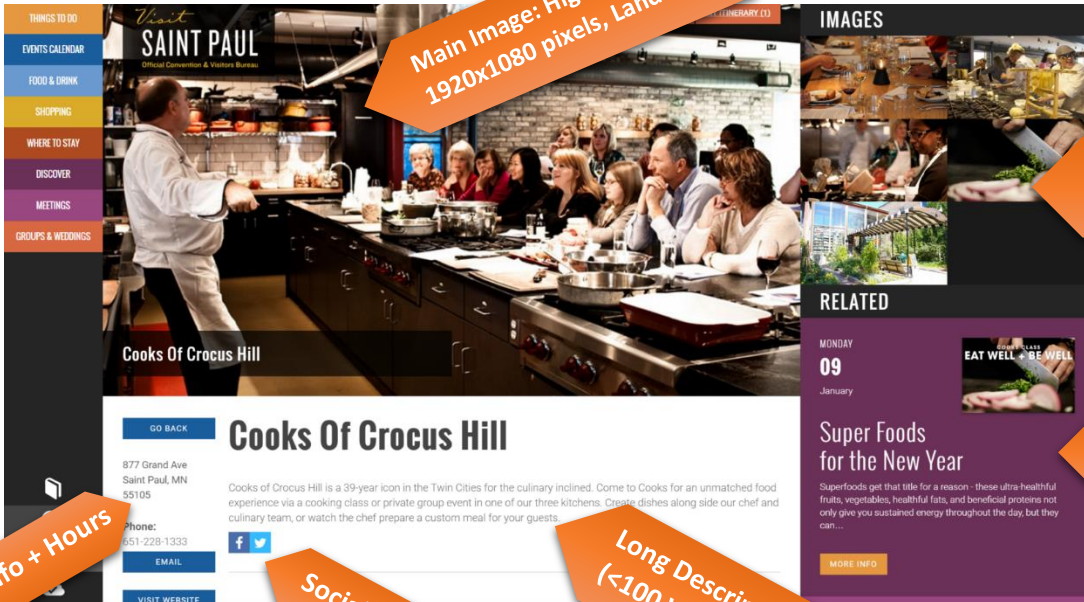 THINGS TO DO
EVENTS CALENDAR
FOOD & DRINK
SHOPPING
WHERE TO STAY
DISCOVER
MEETINGS
GROUPS & WEDDINGS
Visit
SAINT PAUL
Official Convention & Visitors Bureau
ITINERARY (1)
Main Image:
1920x1080 pixels,
Cooks Of Crocus Hill
IMAGES
RELATED
MONDAY
09
January
EAT WELL + BE WELL
Super Foods
for the New Year
Superfoods get that title for a reason - these ultra-healthful
fruits, vegetables, healthful fats, and beneficial proteins not
only give you sustained energy throughout the day, but they
can...
MORE INFO
GO BACK
877 Grand Ave
Saint Paul, MN
55105
Phone:
651-228-1333
EMAIL
VISIT WEBSITE
Cooks Of Crocus Hill
Cooks of Crocus Hill is a 39-year icon in the Twin Cities for the culinary inclined. Come to Cooks for an unmatched food
experience via a cooking class or private group event in one of our three kitchens. Create dishes along side our chef and
culinary team, or watch the chef prepare a custom meal for your guests.
+ Hours
Long
(<100